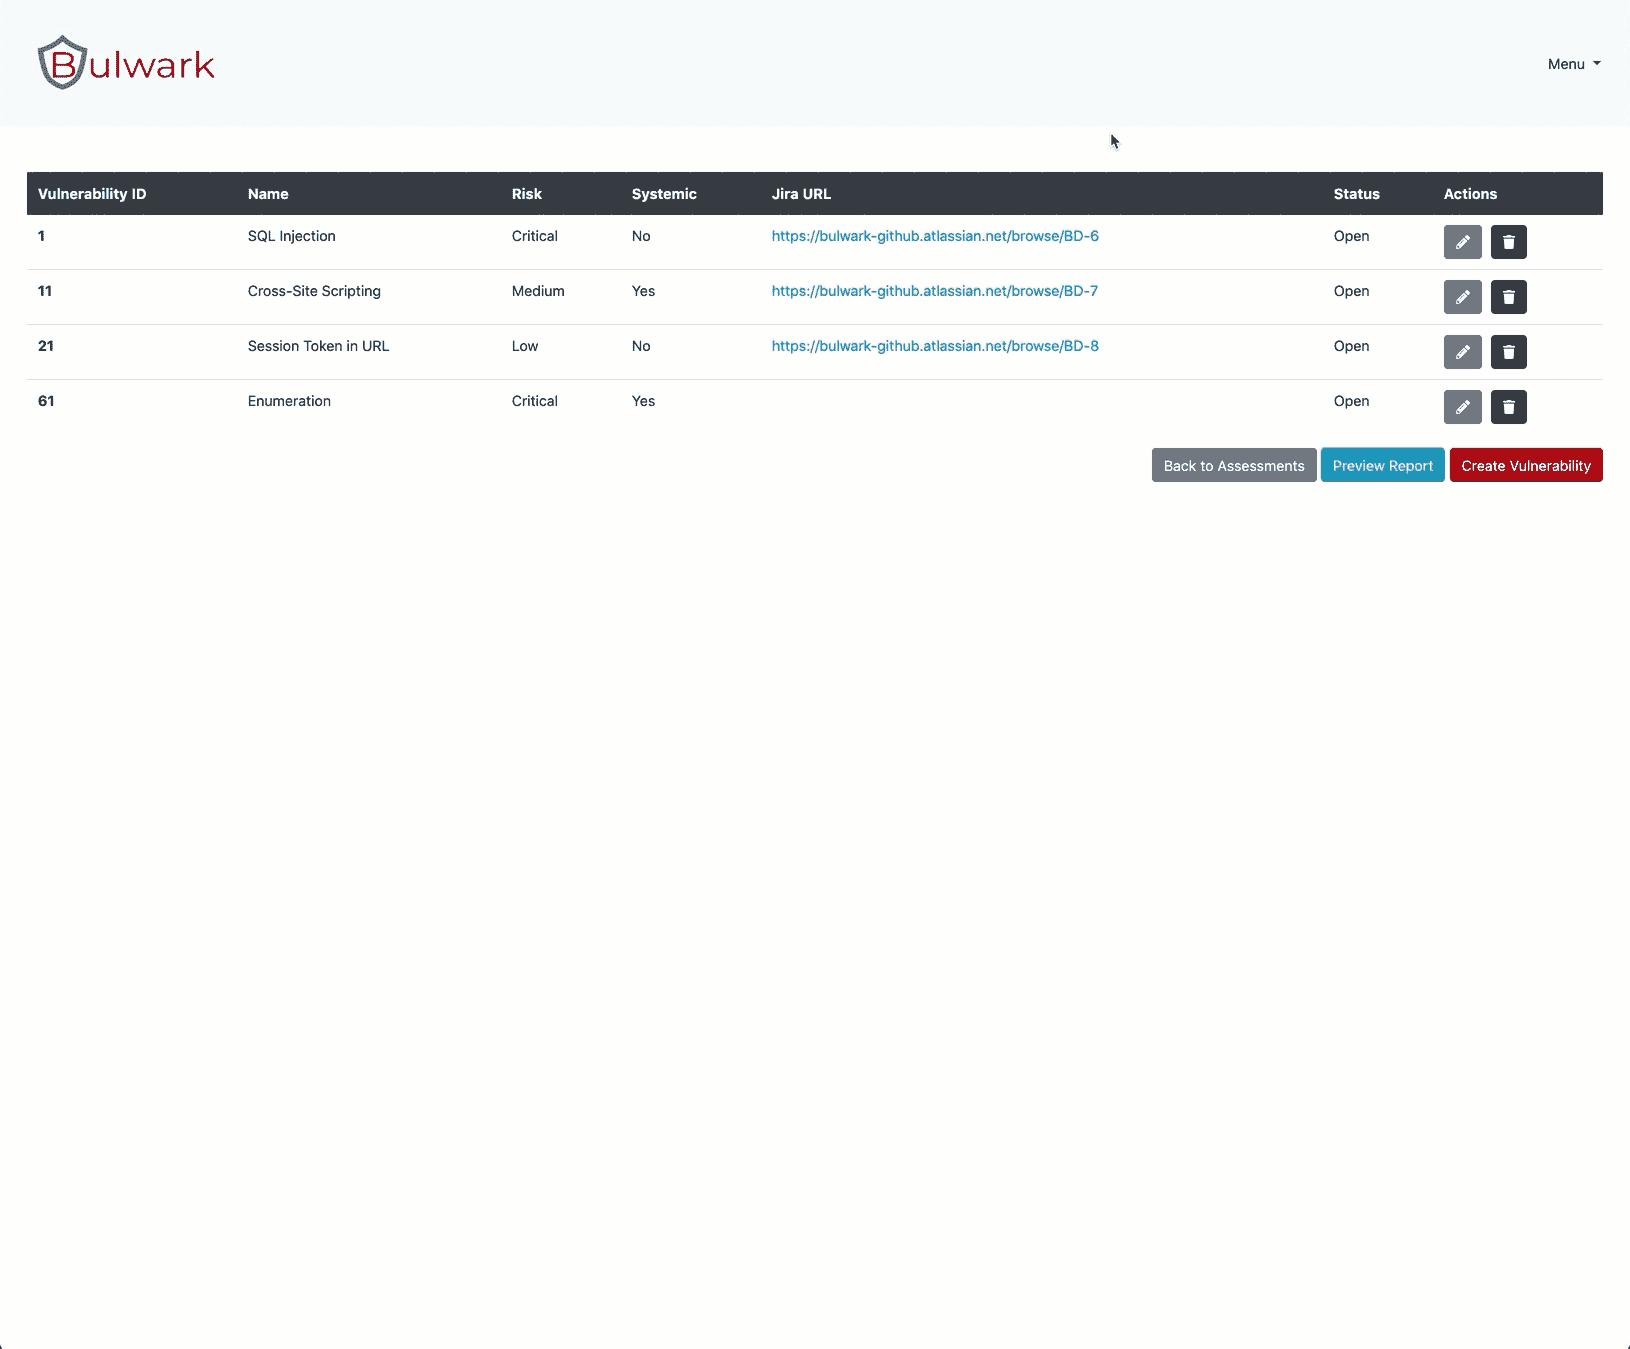 Bulwark
Menu
Vulnerability ID Name Risk Systemic Jira URL Status Actions
1 SQL Injection Critical No https://bulwark-github.atlassian.net/browse/BD-6 Open
11 Cross-Site Scripting Medium Yes https://bulwark-github.atlassian.net/browse/BD-7 Open
21 Session Token in URL Low No https://bulwark-github.atlassian.net/browse/BD-8 Open
61 Enumeration Critical Yes Open
Back to Assessments Preview Report Create Vulnerability